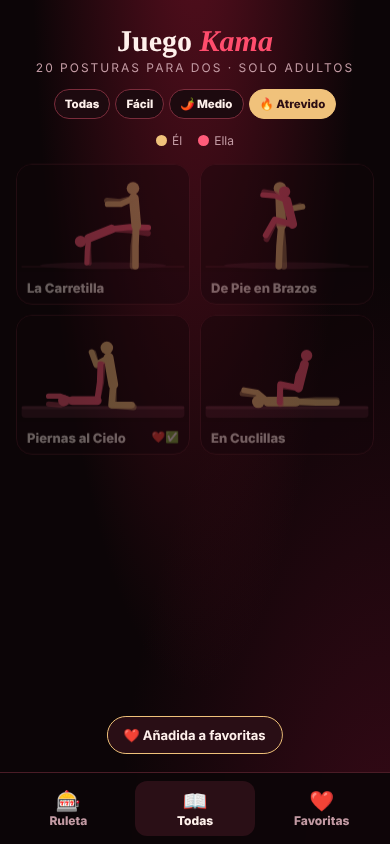 Juego Kama
20 POSTURAS PARA DOS · SOLO ADULTOS
Todas Fácil 🌶️ Medio 🔥 Atrevido
Él Ella
La Carretilla De Pie en Brazos
Piernas al Cielo ❤️✅ En Cuclillas
❤️ Añadida a favoritas
🎰 📖 ❤️
Ruleta Todas Favoritas